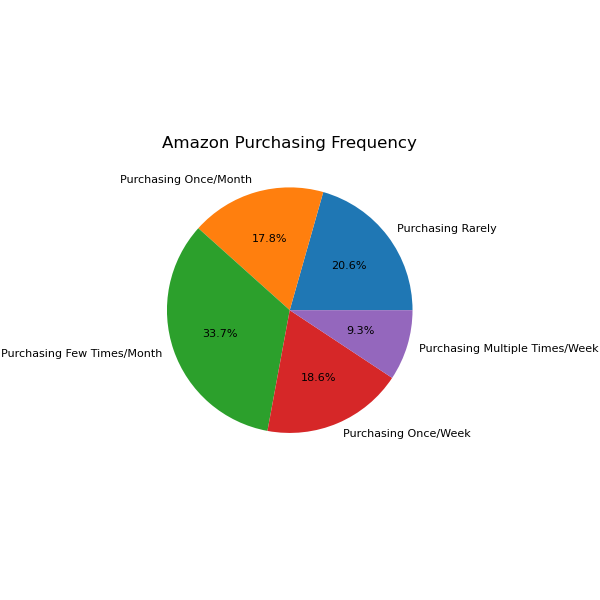 Amazon Purchasing Frequency
Purchasing Once/Month
Purchasing Rarely
17.8%
20.6%
33.7%
9.3%
Purchasing Few Times/Month
Purchasing Multiple Times/Week
18.6%
Purchasing Once/Week